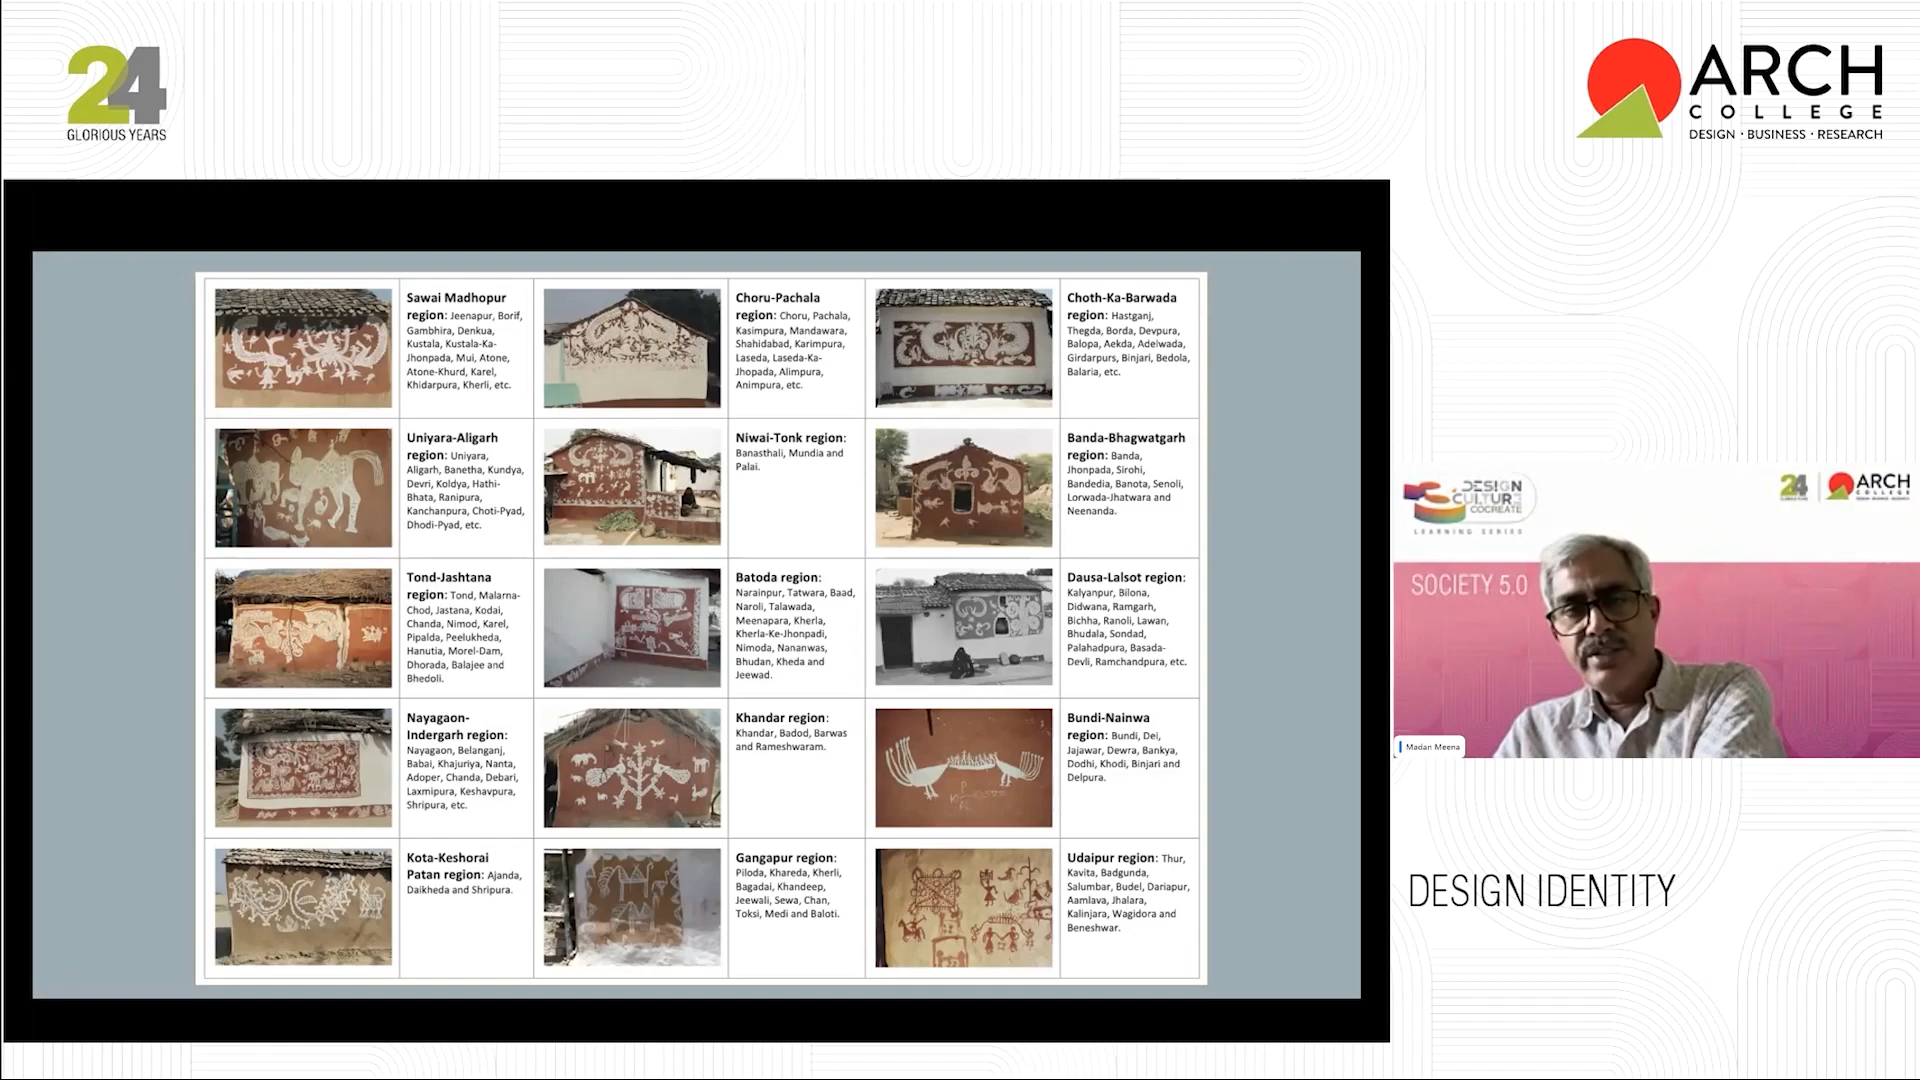 24
GLORIOUS YEARS
ARCH
COLLEGE
DESIGN · BUSINESS · RESEARCH
Sawai Madhopur
region: Jeenapur, Borif,
Gambhira, Denkua,
Kustala, Kustala-Ka-
Jhonpada, Mui, Atone,
Atone-Khurd, Karel,
Khidarpura, Kherli, etc.
Choru-Pachala
region: Choru, Pachala,
Kasimpura, Mandawara,
Shahidabad, Karimpura,
Laseda, Laseda-Ka-
Jhopada, Alimpura,
Animpura, etc.
Choth-Ka-Barwada
region: Hastganj,
Thegda, Borda, Devpura,
Balopa, Aekda, Adelwada,
Girdarpurs, Binjari, Bedola,
Balaria, etc.
Uniyara-Aligarh
region: Uniyara,
Aligarh, Banetha, Kundya,
Devri, Koldya, Hathi-
Bhata, Ranipura,
Kanchanpura, Choti-Pyad,
Dhodi-Pyad, etc.
Niwai-Tonk region:
Banasthali, Mundia and
Palai.
Banda-Bhagwatgarh
region: Banda,
Jhonpada, Sirohi,
Bandedia, Banota, Senoli,
Lorwada-Jhatwara and
Neenanda.
Tond-Jashtana
region: Tond, Malarna-
Chod, Jastana, Kodai,
Chanda, Nimod, Karel,
Pipalda, Peelukheda,
Hanutia, Morel-Dam,
Dhorada, Balajee and
Bhedoli.
Batoda region:
Narainpur, Tatwara, Baad,
Naroli, Talawada,
Meenapara, Kherla,
Kherla-Ke-Jhonpadi,
Nimoda, Nananwas,
Bhudan, Kheda and
Jeewad.
Dausa-Lalsot region:
Kalyanpur, Bilona,
Didwana, Ramgarh,
Bichha, Ranoli, Lawan,
Bhudala, Sondad,
Palahadpura, Basada-
Devli, Ramchandpura, etc.
Nayagaon-
Indergarh region:
Nayagaon, Belanganj,
Babai, Khajuriya, Nanta,
Adoper, Chanda, Debari,
Laxmipura, Keshavpura,
Shripura, etc.
Khandar region:
Khandar, Badod, Barwas
and Rameshwaram.
Bundi-Nainwa
region: Bundi, Dei,
Jajawar, Dewra, Bankya,
Dodhi, Khodi, Binjari and
Delpura.
Kota-Keshorai
Patan region: Ajanda,
Daikheda and Shripura.
Gangapur region:
Piloda, Khareda, Kherli,
Bagadai, Khandeep,
Jeewali, Sewa, Chan,
Toksi, Medi and Baloti.
Udaipur region: Thur,
Kavita, Badgunda,
Salumbar, Budel, Dariapur,
Aamlava, Jhalara,
Kalinjara, Wagidora and
Beneshwar.
DESIGN
CULTURE
COCREATE
LEARNING SERIES
24
ARCH
COLLEGE
SOCIETY 5.0
Madan Meena
DESIGN IDENTITY